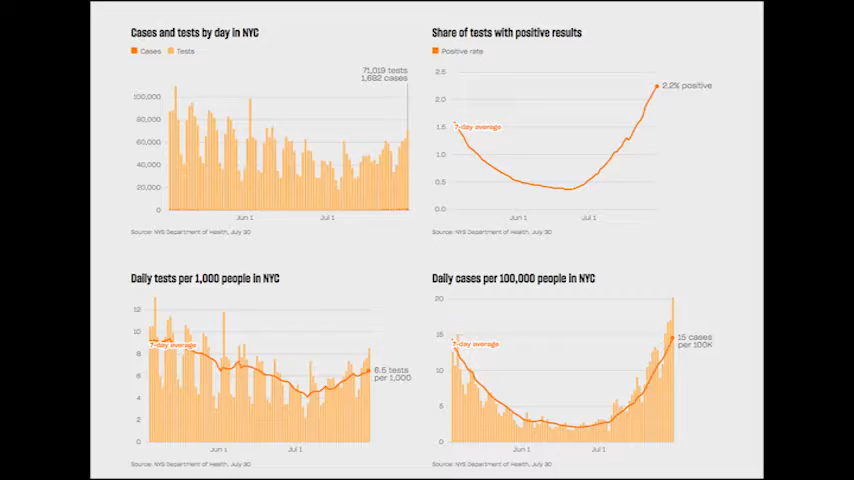 Cases and tests by day in NYC
Cases Tests
71,019 tests
1,682 cases
100,000
80,000
60,000
40,000
20,000
0
Jun 1 Jul 1
Source: NYS Department of Health, July 30
Share of tests with positive results
Positive rate
2.5
2.0
1.5
1.0
0.5
0.0
7-day average
2.2% positive
Jun 1 Jul 1
Source: NYS Department of Health, July 30
Daily tests per 1,000 people in NYC
12
10
8
6
4
2
0
7-day average
6.5 tests
per 1,000
Jun 1 Jul 1
Source: NYS Department of Health, July 30
Daily cases per 100,000 people in NYC
20
15
10
5
0
7-day average
15 cases
per 100K
Jun 1 Jul 1
Source: NYS Department of Health, July 30